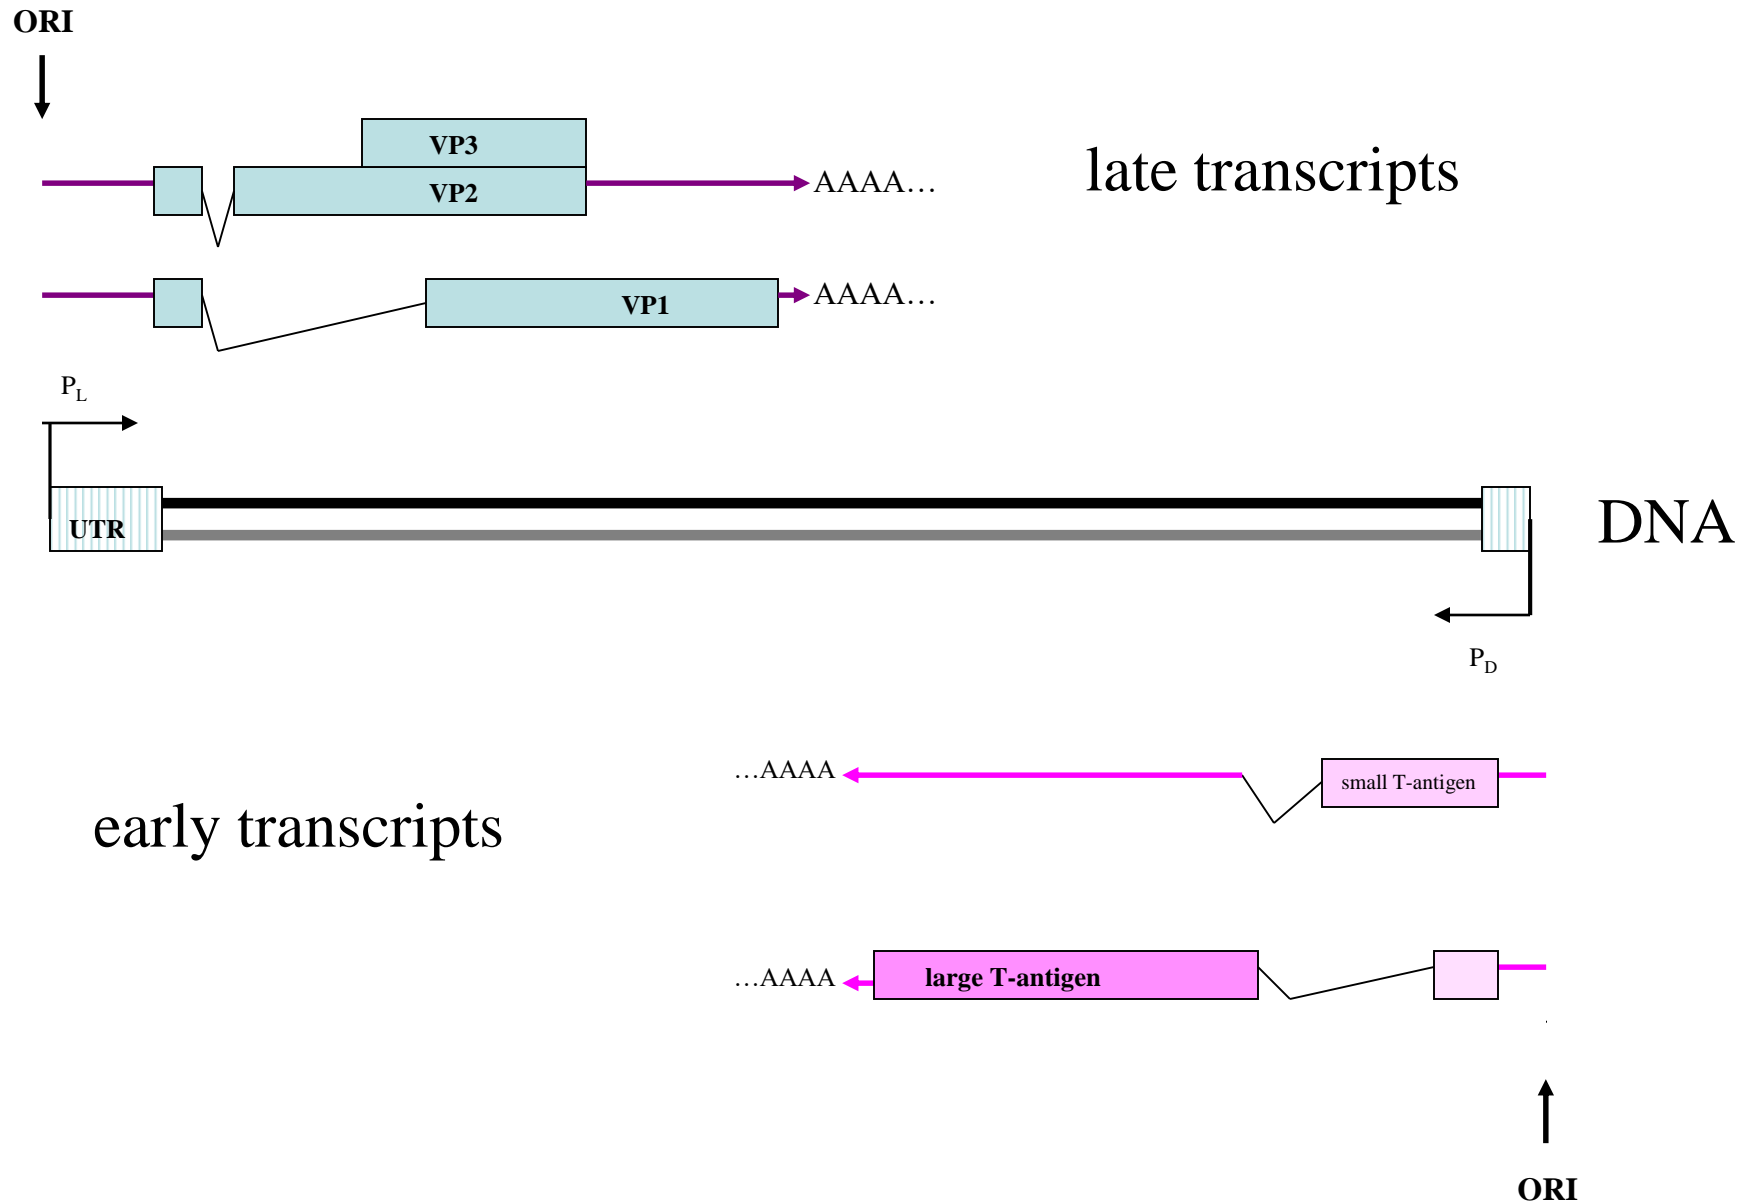 ORI
VP3
VP2
AAAA…
late transcripts
VP1
AAAA…
PL
UTR
DNA
PD
…AAAA
small T-antigen
early transcripts
…AAAA
large T-antigen
ORI